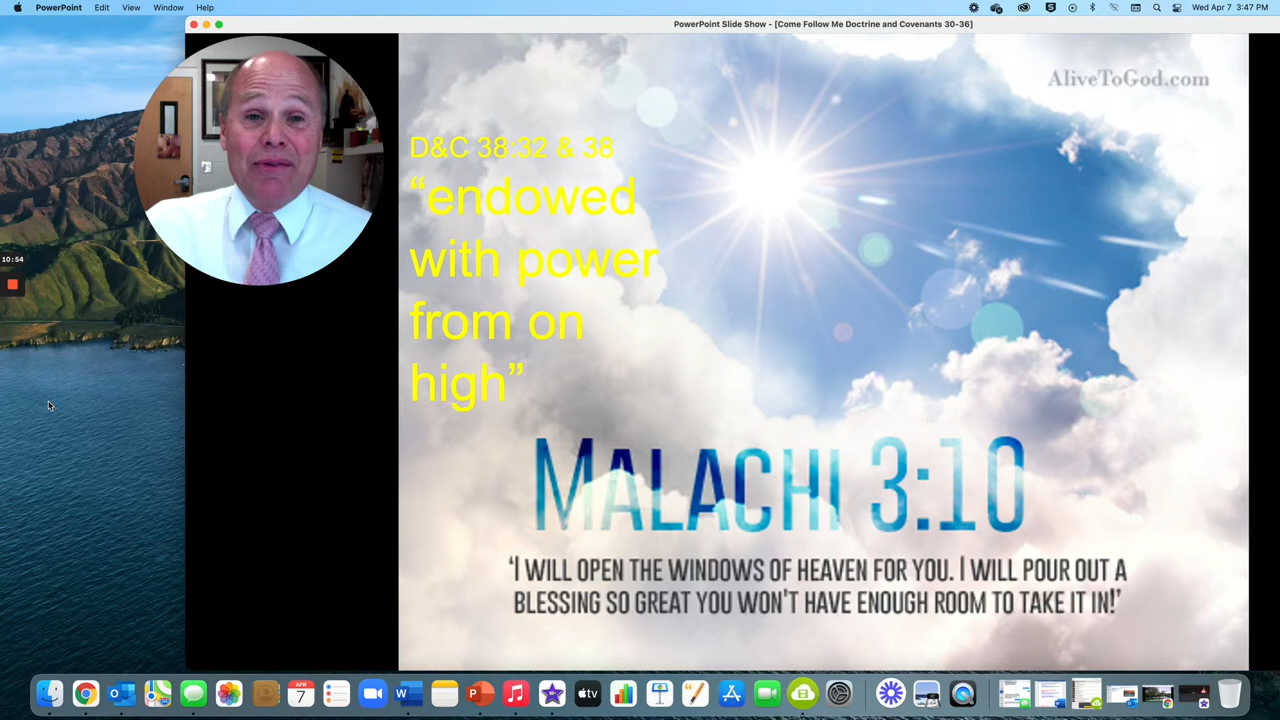 PowerPoint Edit View Window Help
Wed Apr 7 3:47 PM
PowerPoint Slide Show - [Come Follow Me Doctrine and Covenants 30-36]
AliveToGod.com
D&C 38:32 & 38
“endowed
with power
from on
high”
10:54
MALACHI 3:10
‘I WILL OPEN THE WINDOWS OF HEAVEN FOR YOU. I WILL POUR OUT A
BLESSING SO GREAT YOU WON'T HAVE ENOUGH ROOM TO TAKE IT IN!’
APR
7
tv